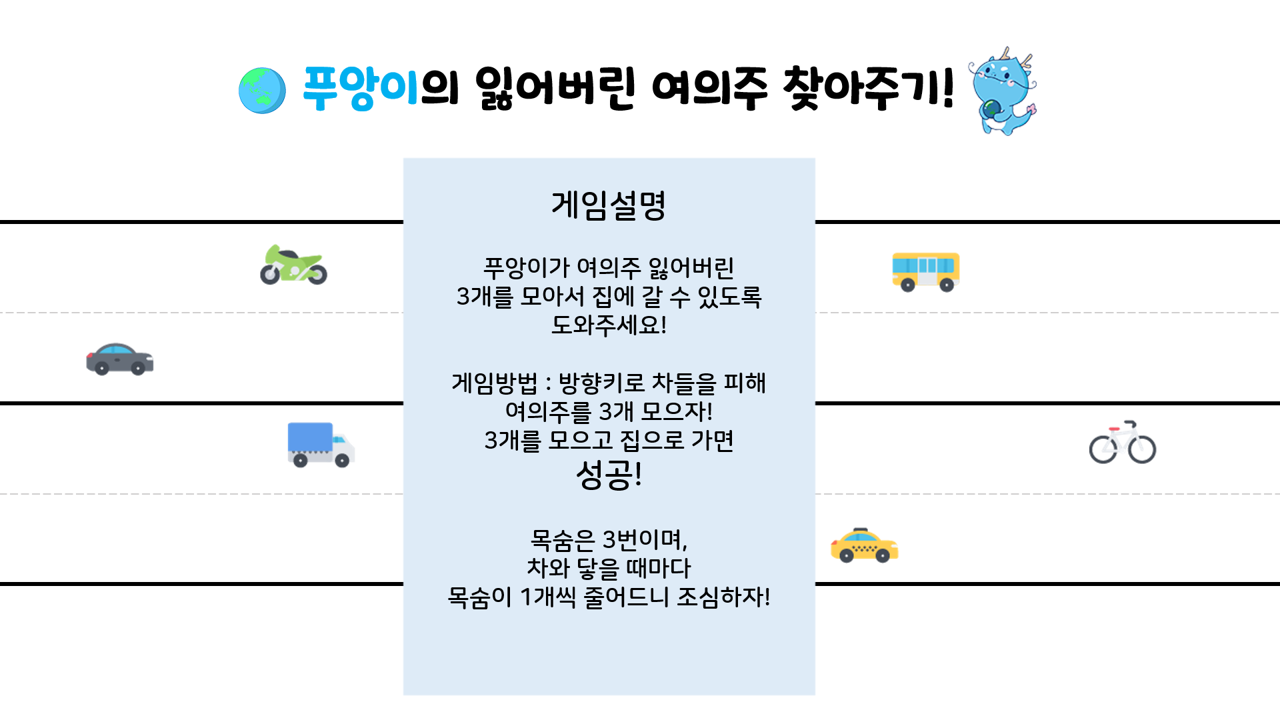 푸앙이의 잃어버린 여의주 찾아주기!
게임설명
푸앙이가 여의주 잃어버린
3개를 모아서 집에 갈 수 있도록
도와주세요!
게임방법 : 방향키로 차들을 피해
여의주를 3개 모으자!
3개를 모으고 집으로 가면
성공!
목숨은 3번이며,
차와 닿을 때마다
목숨이 1개씩 줄어드니 조심하자!